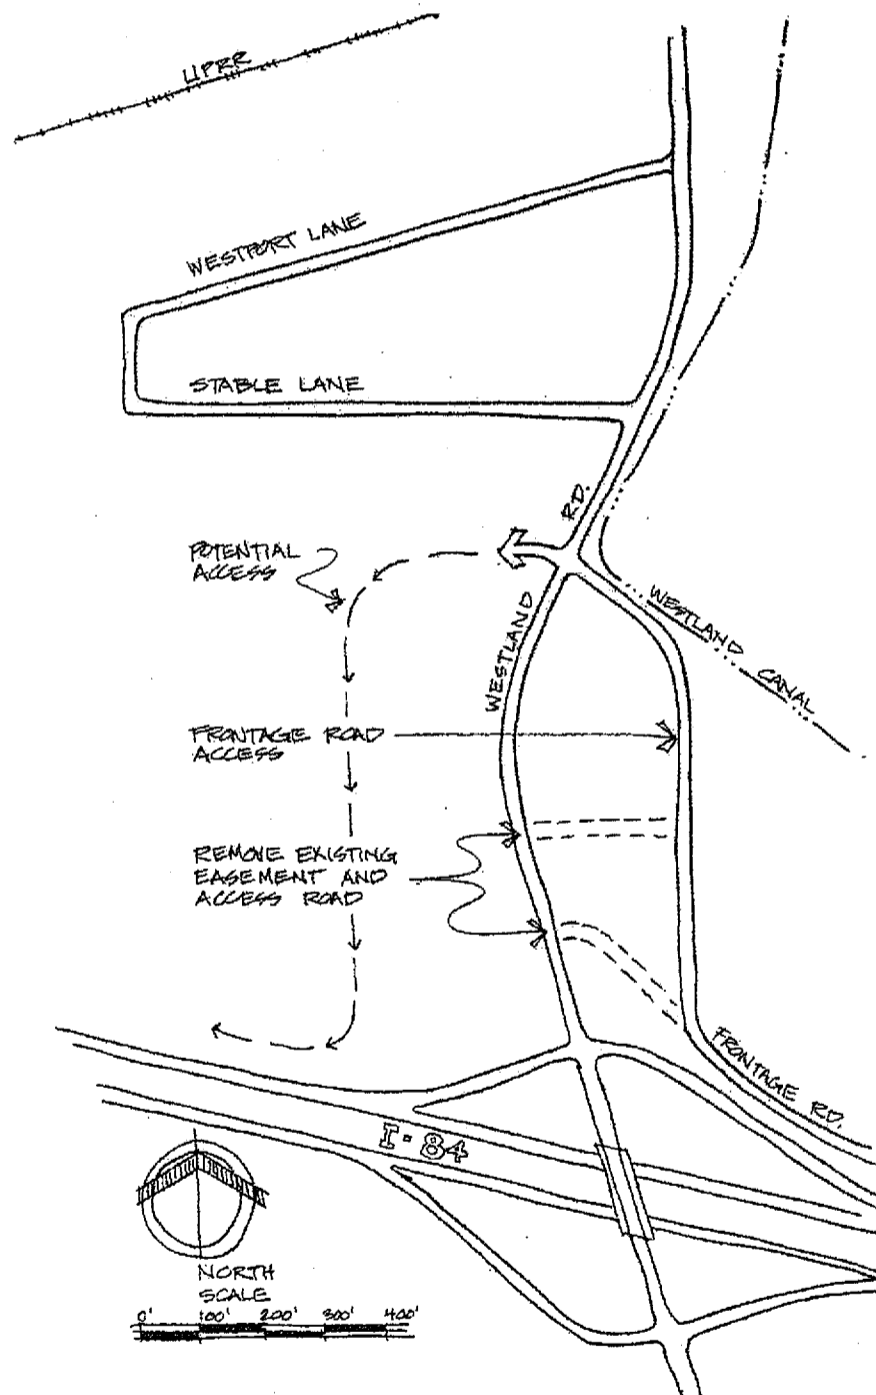 UPRR
WESTPORT LANE
STABLE LANE
RD.
POTENTIAL
ACCESS
WESTLAND
WESTLAND CANAL
FRONTAGE ROAD
ACCESS
REMOVE EXISTING
EASEMENT AND
ACCESS ROAD
FRONTAGE RD.
I-84
NORTH
SCALE
0' 100' 200' 300' 400'